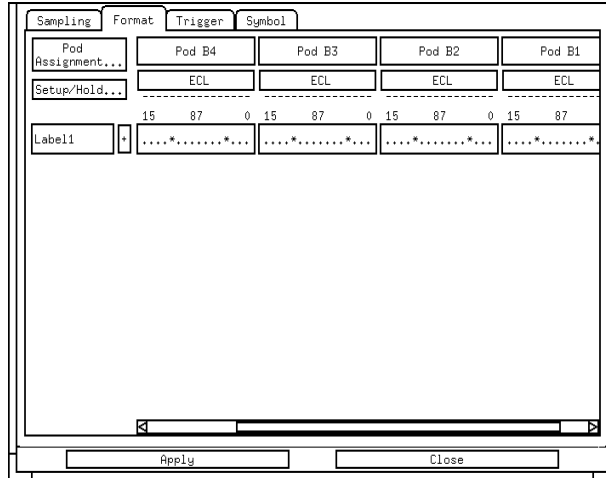 Sampling Format Trigger Symbol
Pod Assignment... Pod B4 Pod B3 Pod B2 Pod B1
Setup/Hold... ECL ECL ECL ECL
15 87 0 15 87 0 15 87 0 15 87
Label1 + ....*.......*... ....*.......*... ....*.......*... ....*.......*.
Apply Close